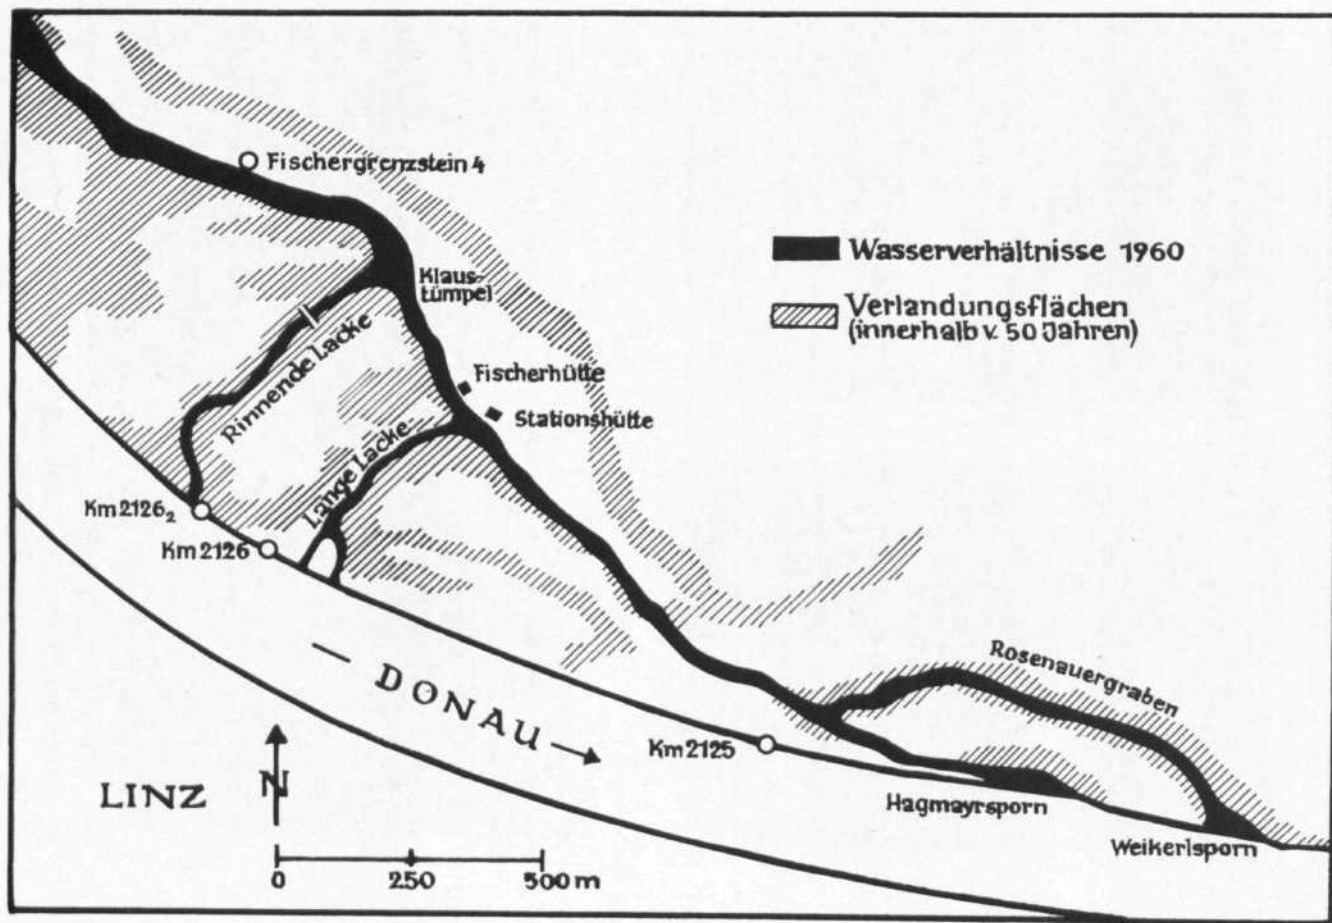 Fischergrenzstein 4
Klaus-
tümpel
Wasserverhältnisse 1960
Verlandungsflächen
(innerhalb v. 50 Jahren)
Rinnende Lacke
Fischerhütte
Stationshütte
Lange Lacke
Km 2126₂
Km 2126
DONAU
Km 2125
Rosenauergraben
LINZ
N
Hagmayrsporn
Weikerlsporn
0 250 500 m